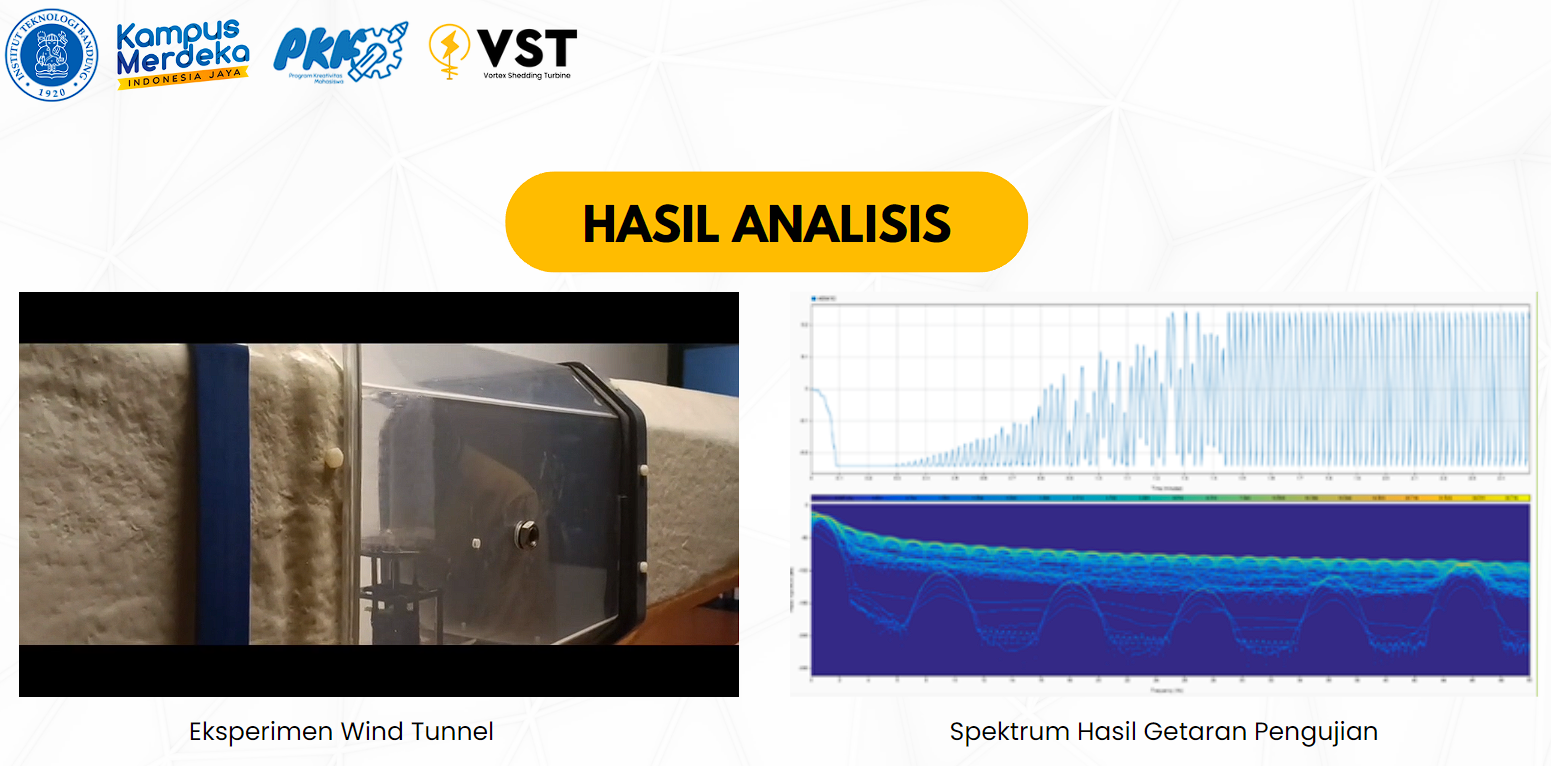 INSTITUT TEKNOLOGI BANDUNG
1920
Kampus
Merdeka
INDONESIA JAYA
PKM
Program Kreativitas
Mahasiswa
VST
Vortex Shedding Turbine
HASIL ANALISIS
Eksperimen Wind Tunnel
Spektrum Hasil Getaran Pengujian